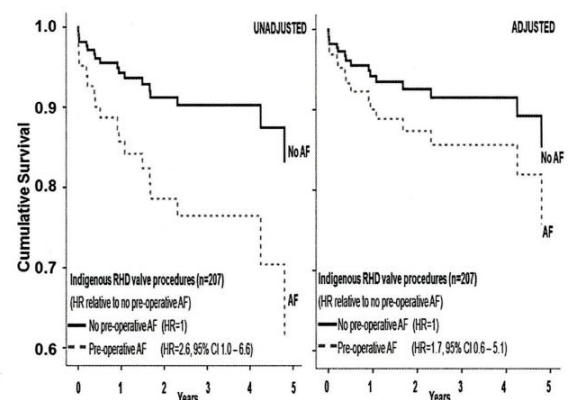 UNADJUSTED
ADJUSTED
Cumulative Survival
1.0
0.9
0.8
0.7
0.6
No AF
AF
Indigenous RHD valve procedures (n=207)
(HR relative to no pre-operative AF)
No pre-operative AF (HR=1)
Pre-operative AF (HR=2.6, 95% CI 1.0 – 6.6)
0 1 2 3 4 5
Years
No AF
AF
Indigenous RHD valve procedures (n=207)
(HR relative to no pre-operative AF)
No pre-operative AF (HR=1)
Pre-operative AF (HR=1.7, 95% CI 0.6 – 5.1)
0 1 2 3 4 5
Years